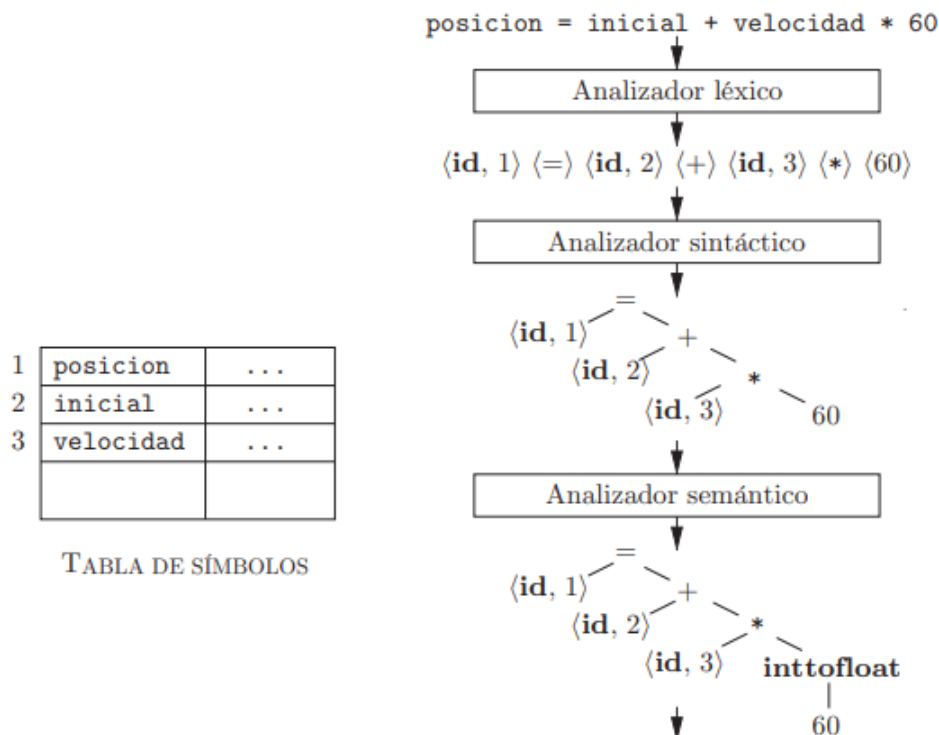 posicion = inicial + velocidad * 60
Analizador léxico
⟨id, 1⟩ ⟨=⟩ ⟨id, 2⟩ ⟨+⟩ ⟨id, 3⟩ ⟨*⟩ ⟨60⟩
Analizador sintáctico
=
⟨id, 1⟩
+
⟨id, 2⟩
*
⟨id, 3⟩
60
1 posicion ...
2 inicial ...
3 velocidad ...
TABLA DE SÍMBOLOS
Analizador semántico
=
⟨id, 1⟩
+
⟨id, 2⟩
*
⟨id, 3⟩
inttofloat
60